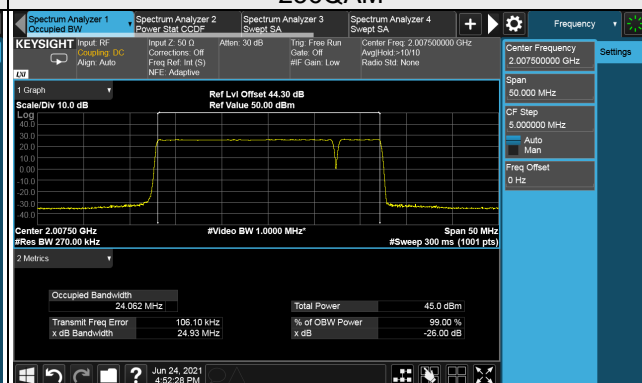 256QAM
Spectrum Analyzer 1
Occupied BW
Spectrum Analyzer 2
Power Stat CCDF
Spectrum Analyzer 3
Swept SA
Spectrum Analyzer 4
Swept SA
Frequency
KEYSIGHT
Input: RF
Coupling: DC
Align: Auto
Input Z: 50 Ω
Corrections: Off
Freq Ref: Int (S)
NFE: Adaptive
Atten: 30 dB
Trig: Free Run
Gate: Off
#IF Gain: Low
Center Freq: 2.007500000 GHz
Avg|Hold:>10/10
Radio Std: None
LXI
Center Frequency
2.007500000 GHz
Settings
Span
50.000 MHz
CF Step
5.000000 MHz
Auto
Man
Freq Offset
0 Hz
1 Graph
Scale/Div 10.0 dB
Ref Lvl Offset 44.30 dB
Ref Value 50.00 dBm
Log
40.0
30.0
20.0
10.0
0.00
-10.0
-20.0
-30.0
-40.0
Center 2.00750 GHz
#Res BW 270.00 kHz
#Video BW 1.0000 MHz*
Span 50 MHz
#Sweep 300 ms (1001 pts)
2 Metrics
Occupied Bandwidth
24.062 MHz
Total Power 45.0 dBm
Transmit Freq Error 106.10 kHz
% of OBW Power 99.00 %
x dB Bandwidth 24.93 MHz
x dB -26.00 dB
Jun 24, 2021
4:52:28 PM